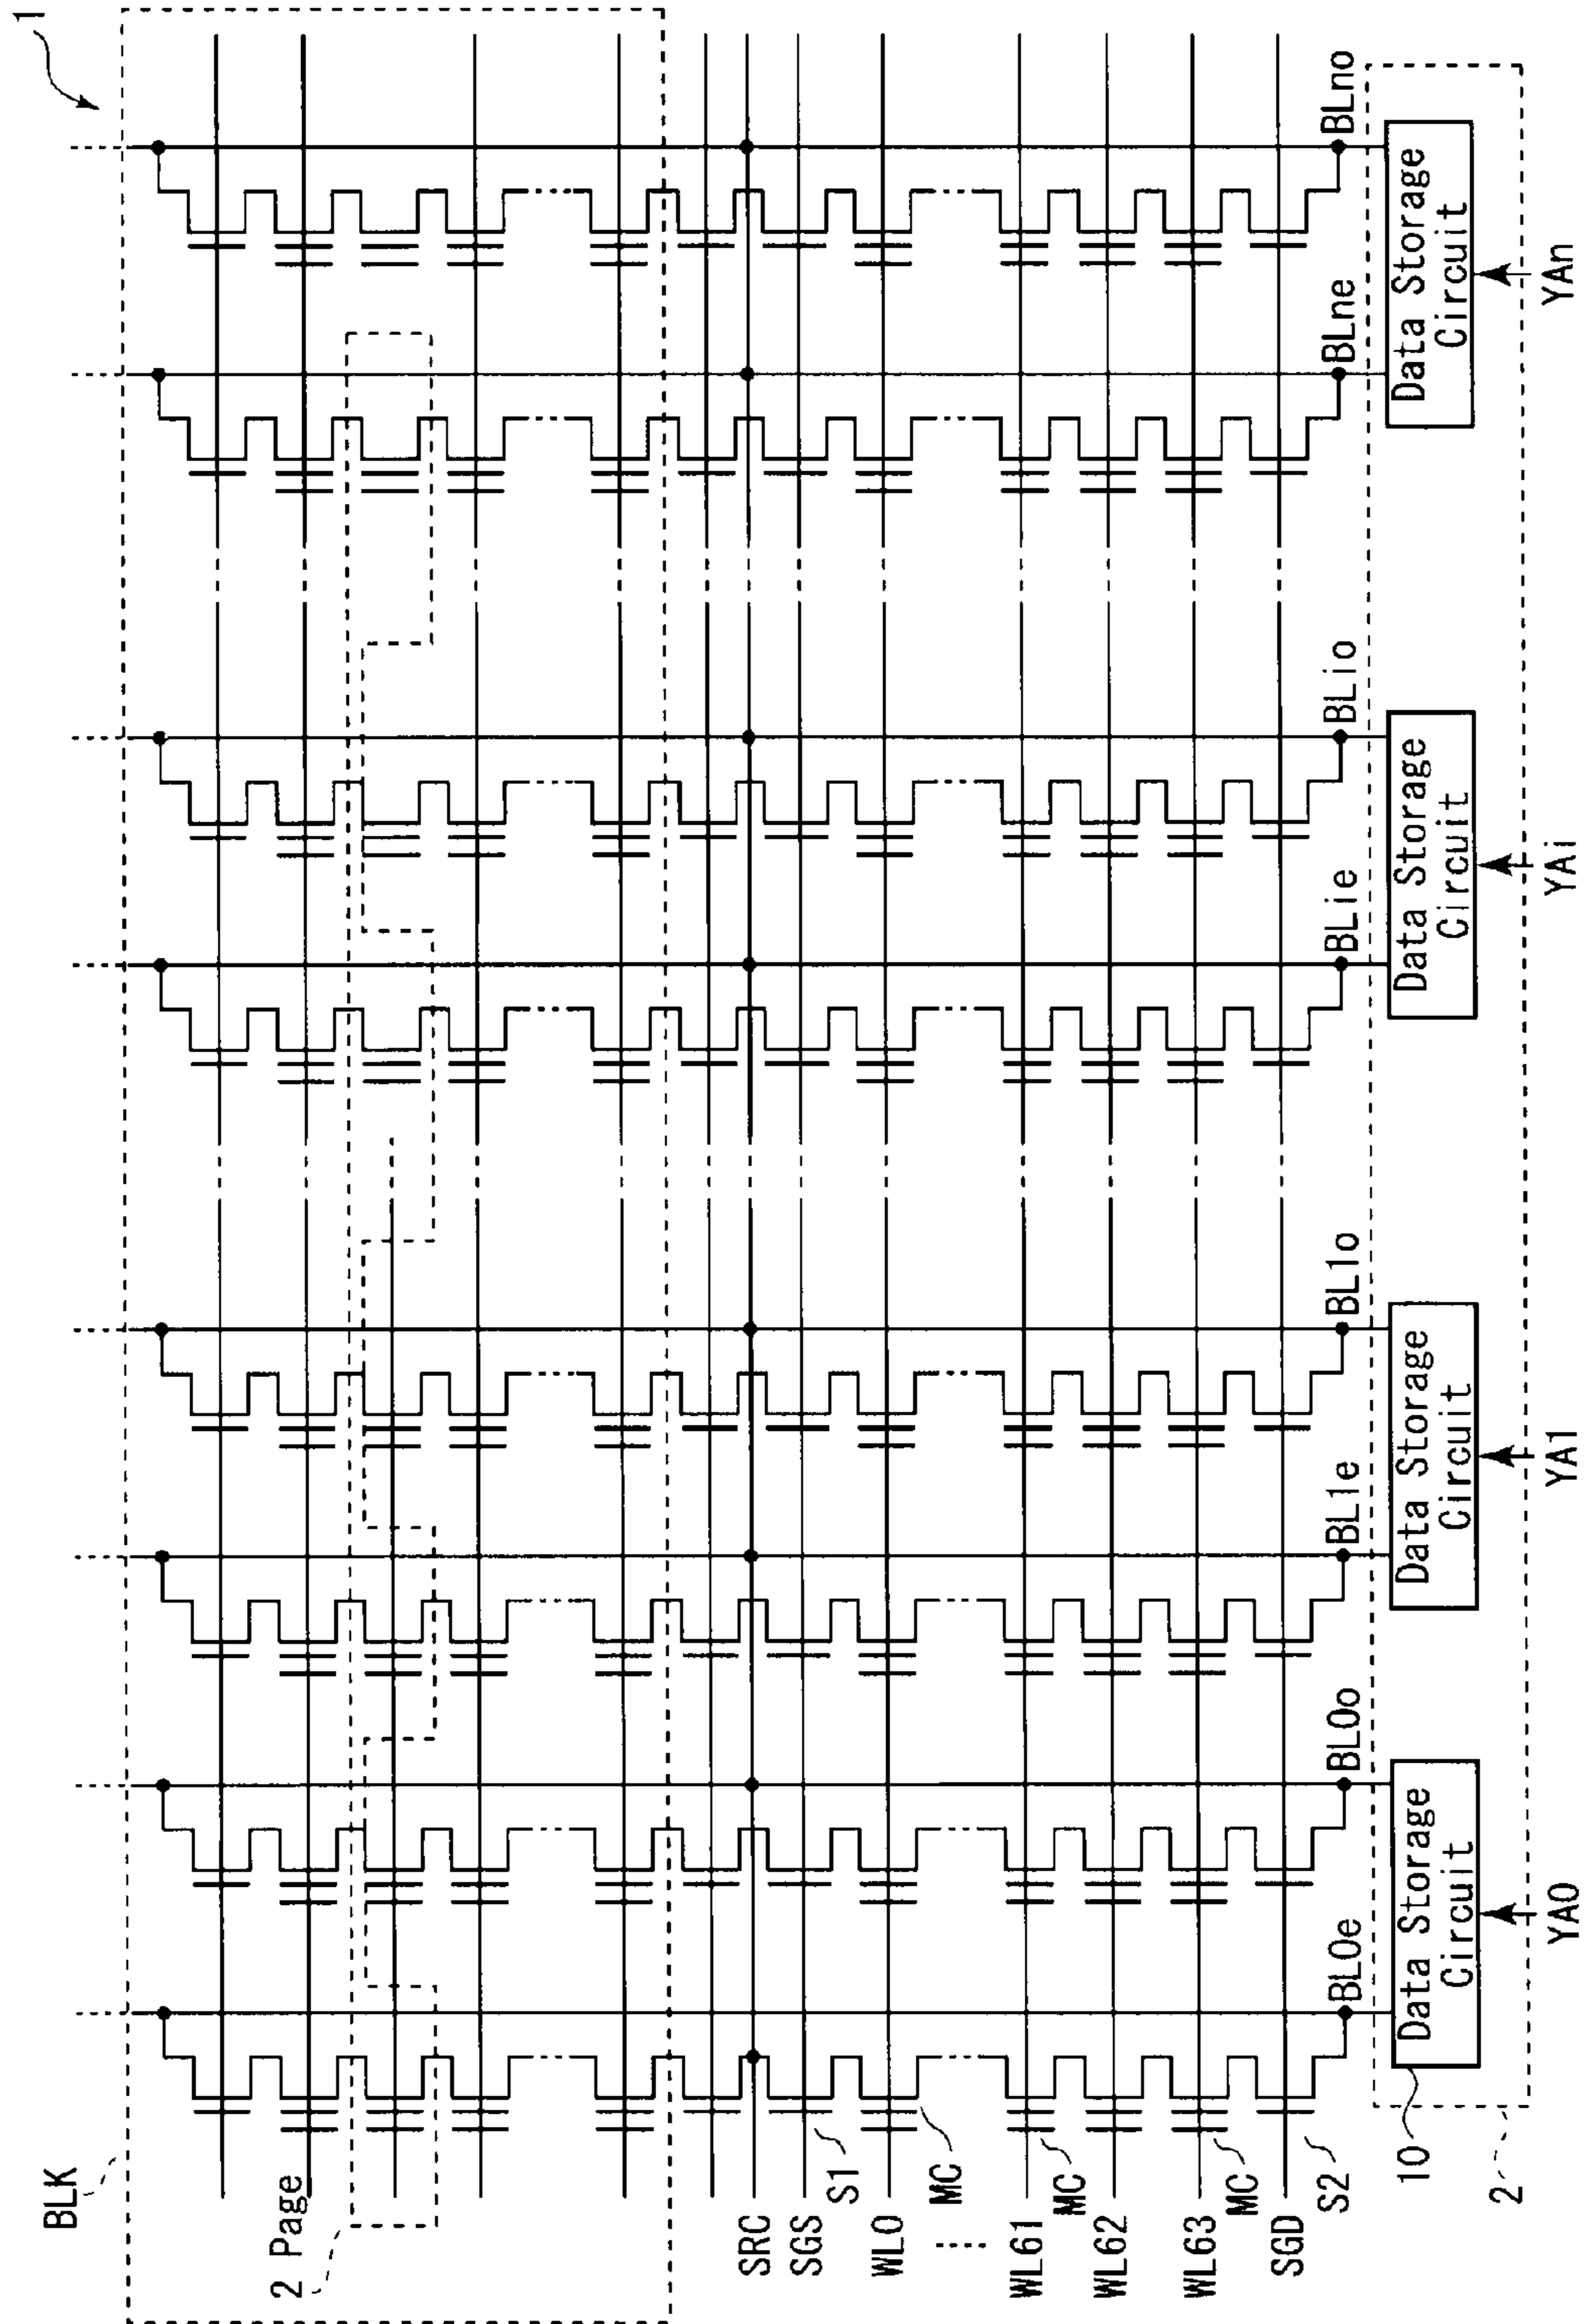 1
BLK
2 Page
SRC
SGS
S1
WL0
MC
WL61
MC
WL62
WL63
MC
SGD
S2
BL0e
BL0o
BL1e
BL1o
BLie
BLio
BLne
BLno
10
Data Storage
Circuit
Data Storage
Circuit
Data Storage
Circuit
Data Storage
Circuit
2
YA0
YA1
YAi
YAn